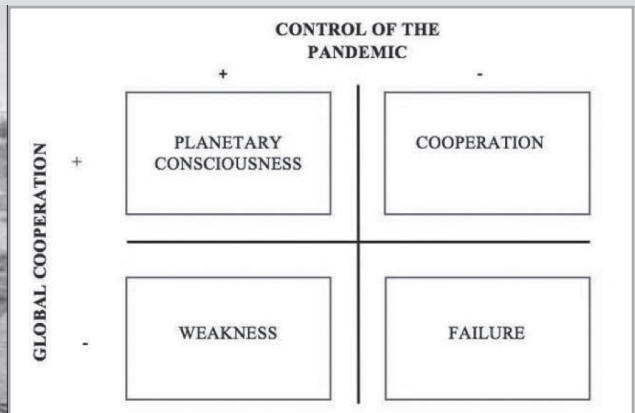 CONTROL OF THE
PANDEMIC
+ -
GLOBAL COOPERATION
+
PLANETARY
CONSCIOUSNESS
COOPERATION
-
WEAKNESS
FAILURE